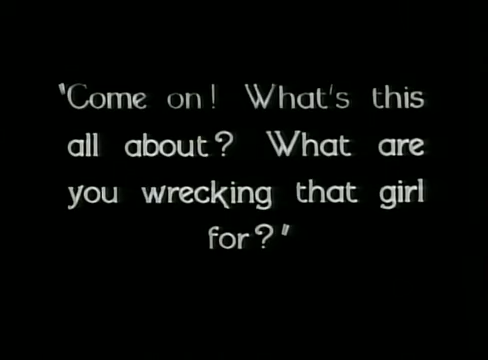 "Come on! What's this
all about? What are
you wrecking that girl
for?"